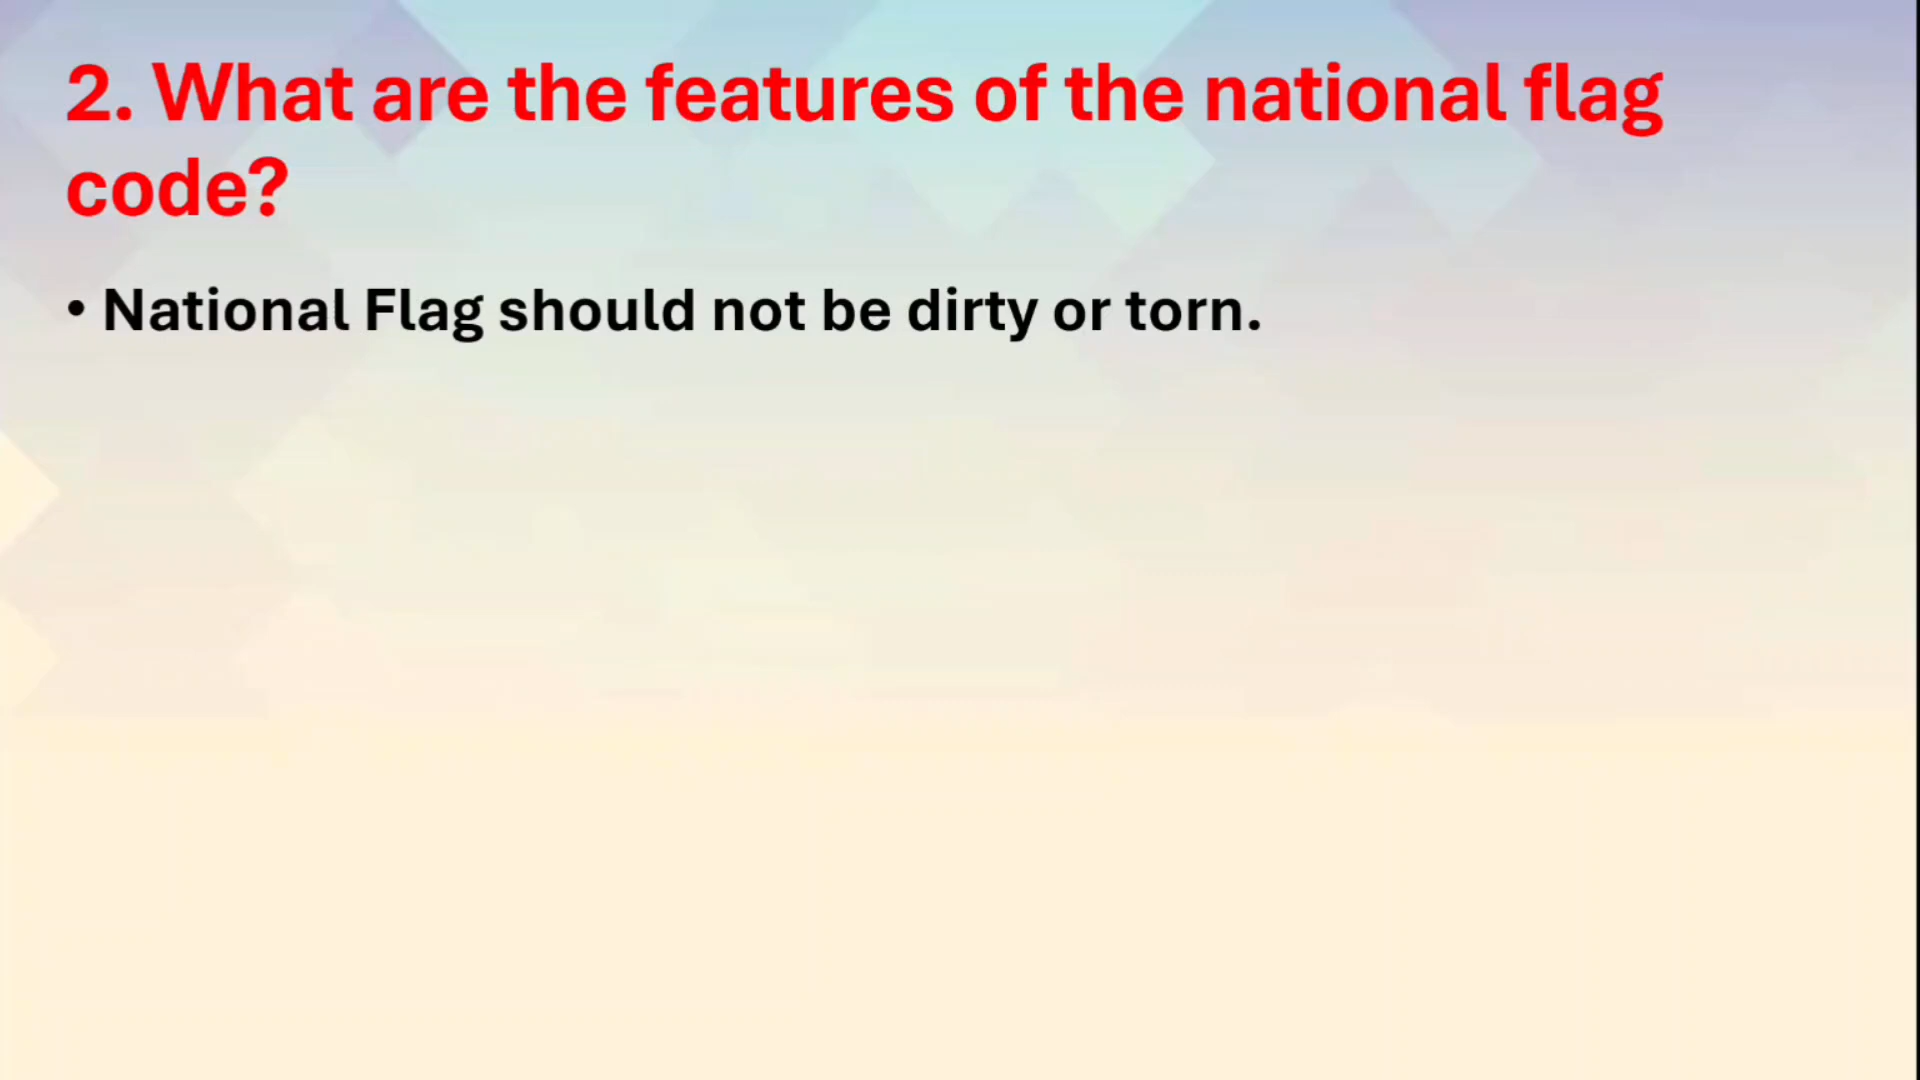 2. What are the features of the national flag
code?
• National Flag should not be dirty or torn.